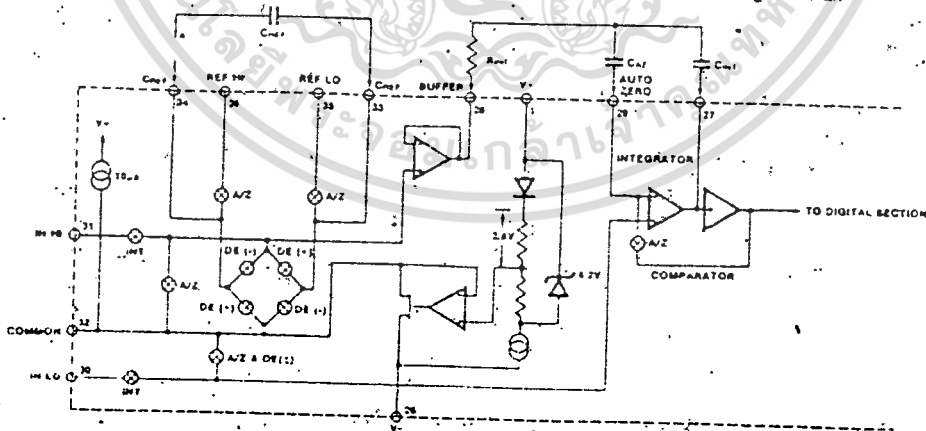 Cref
Cref
REF HI
REF LO
Cref
BUFFER
Rint
V+
CAZ
AUTO
ZERO
Cint
34
36
35
33
28
29
27
V+
10µA
A/Z
A/Z
INTEGRATOR
TO DIGITAL SECTION
IN HI
31
INT
A/Z
DE (-)
DE (+)
DE (+)
DE (-)
2.8V
6.2V
A/Z
COMPARATOR
COMMON
32
A/Z & DE(±)
IN LO
30
INT
26
V-